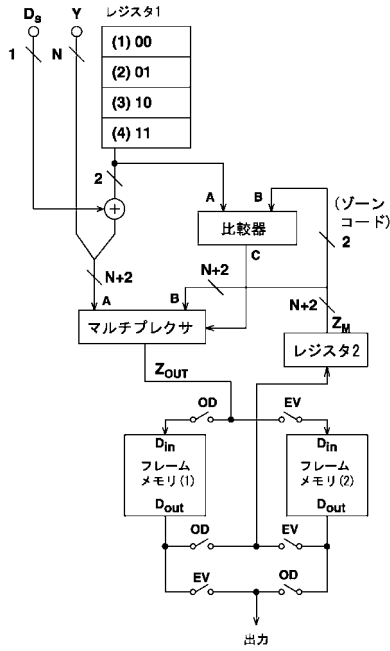 Ds Y レジスタ1
1 N
(1) 00
(2) 01
(3) 10
(4) 11
2
A B
(ゾーン
コード)
比較器
2
C
N+2
N+2
N+2
A B
ZM
マルチプレクサ
レジスタ2
ZOUT
OD EV
Din Din
フレーム
メモリ(1)
フレーム
メモリ(2)
Dout Dout
OD EV
EV OD
出力